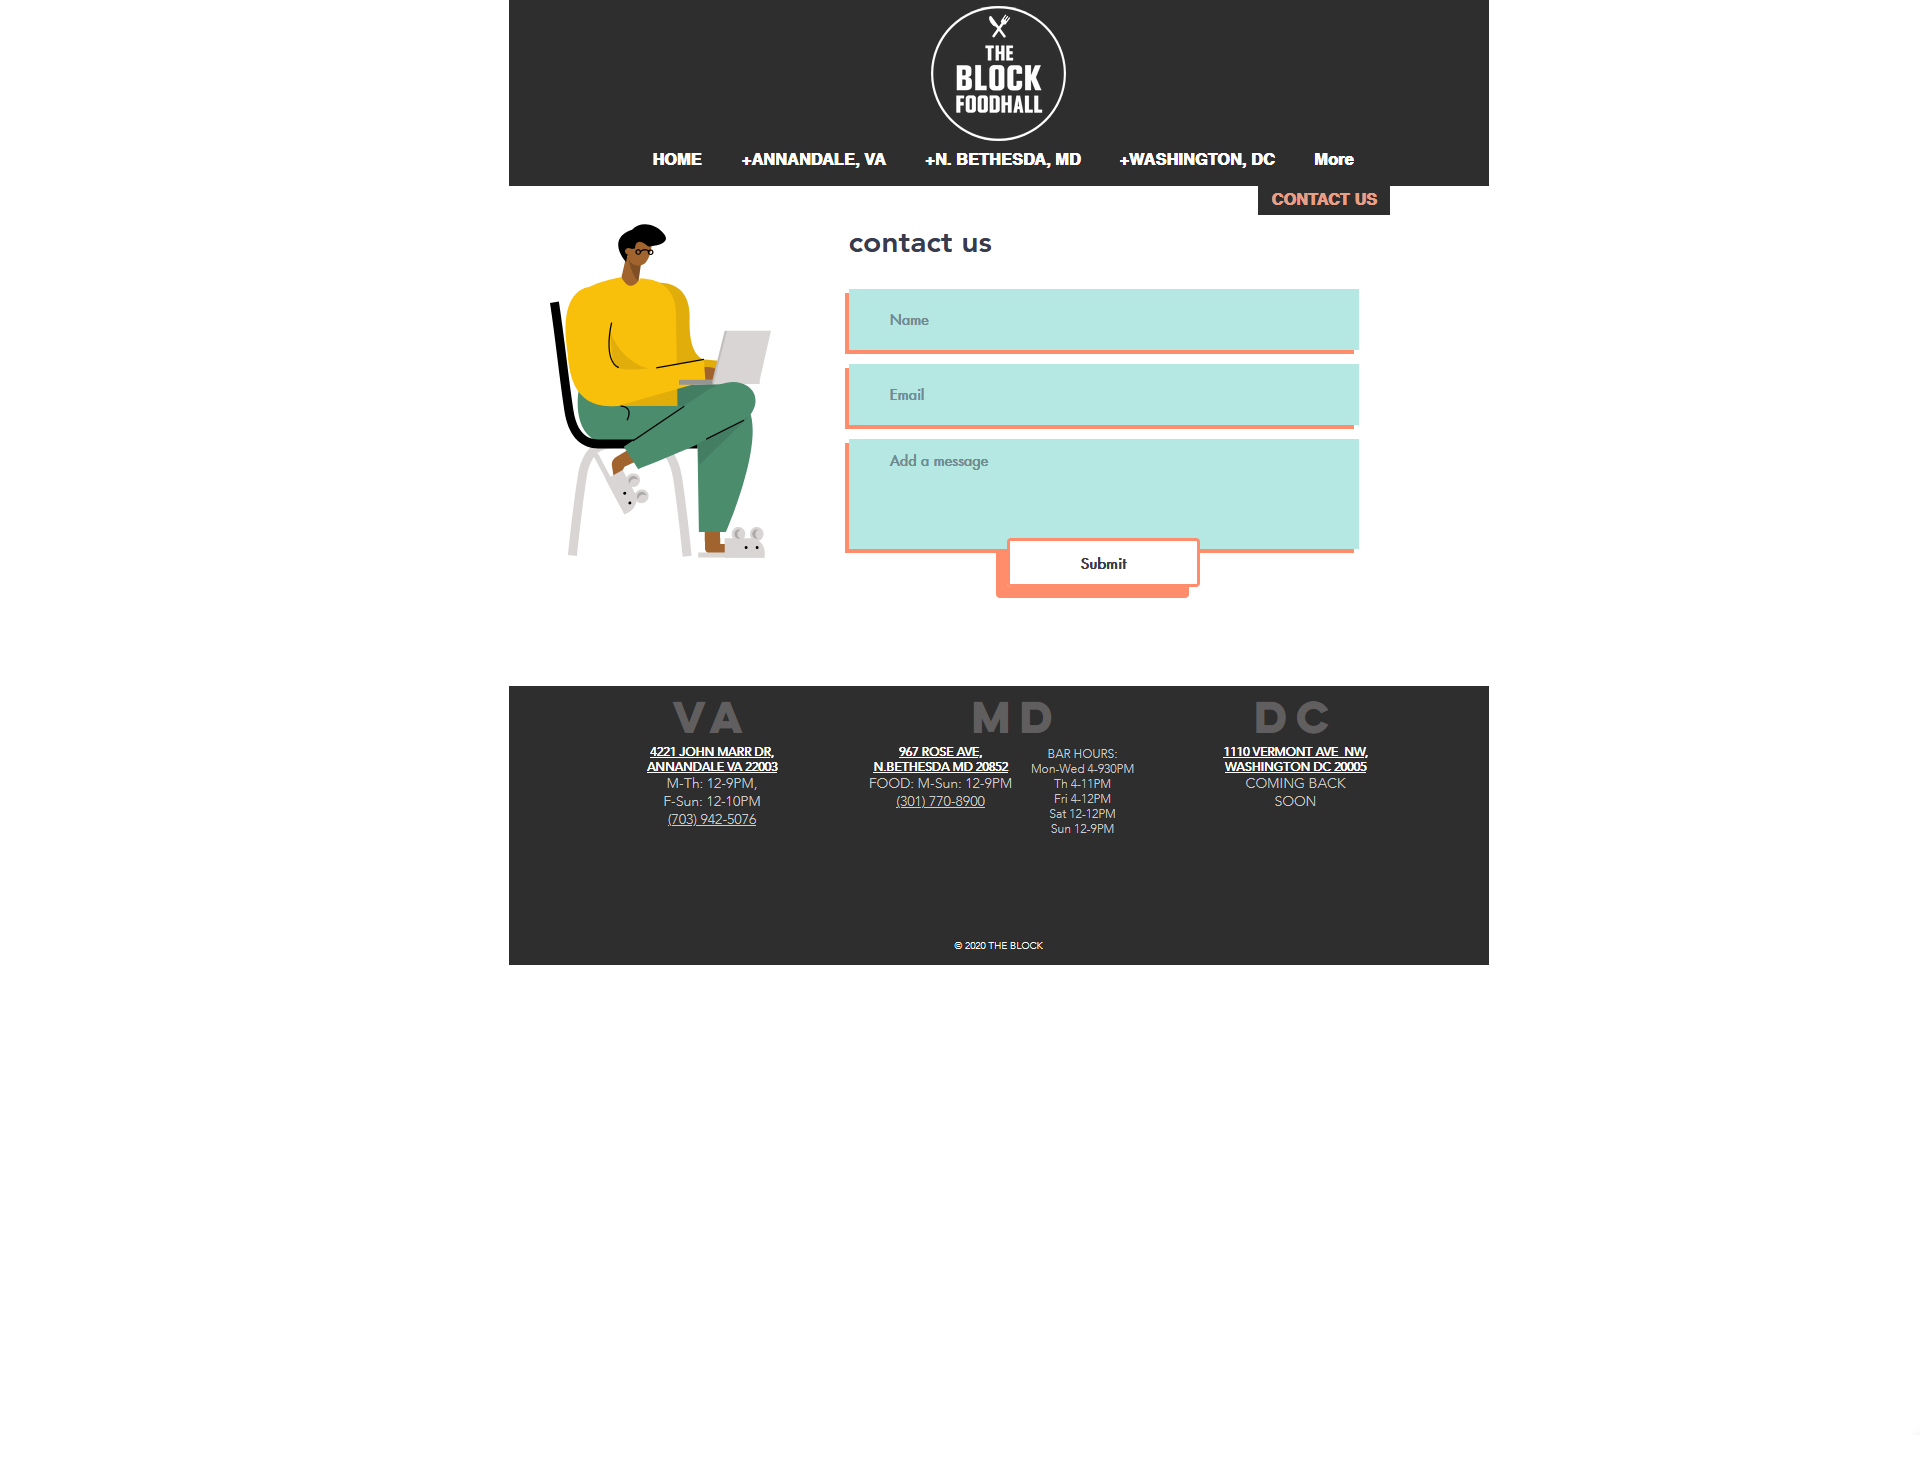 THE
BLOCK
FOODHALL
HOME +ANNANDALE, VA +N. BETHESDA, MD +WASHINGTON, DC More
CONTACT US
contact us
Name
Email
Add a message
Submit
VA
4221 JOHN MARR DR,
ANNANDALE VA 22003
M-Th: 12-9PM,
F-Sun: 12-10PM
(703) 942-5076
MD
967 ROSE AVE,
N.BETHESDA MD 20852
FOOD: M-Sun: 12-9PM
(301) 770-8900
BAR HOURS:
Mon-Wed 4-930PM
Th 4-11PM
Fri 4-12PM
Sat 12-12PM
Sun 12-9PM
DC
1110 VERMONT AVE NW,
WASHINGTON DC 20005
COMING BACK
SOON
© 2020 THE BLOCK